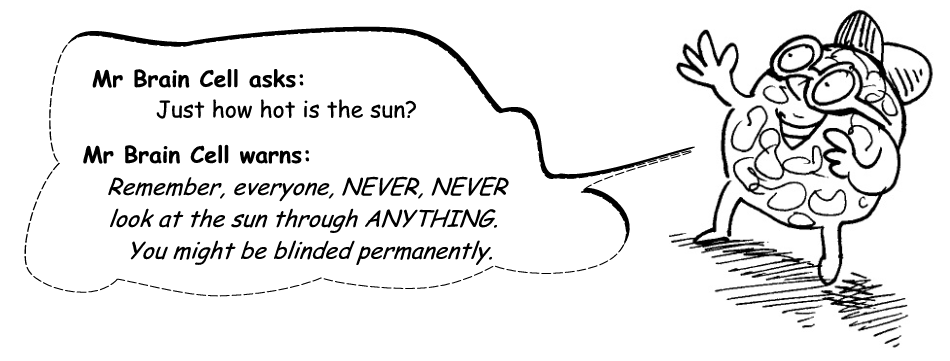 Mr Brain Cell asks:
Just how hot is the sun?
Mr Brain Cell warns:
Remember, everyone, NEVER, NEVER
look at the sun through ANYTHING.
You might be blinded permanently.